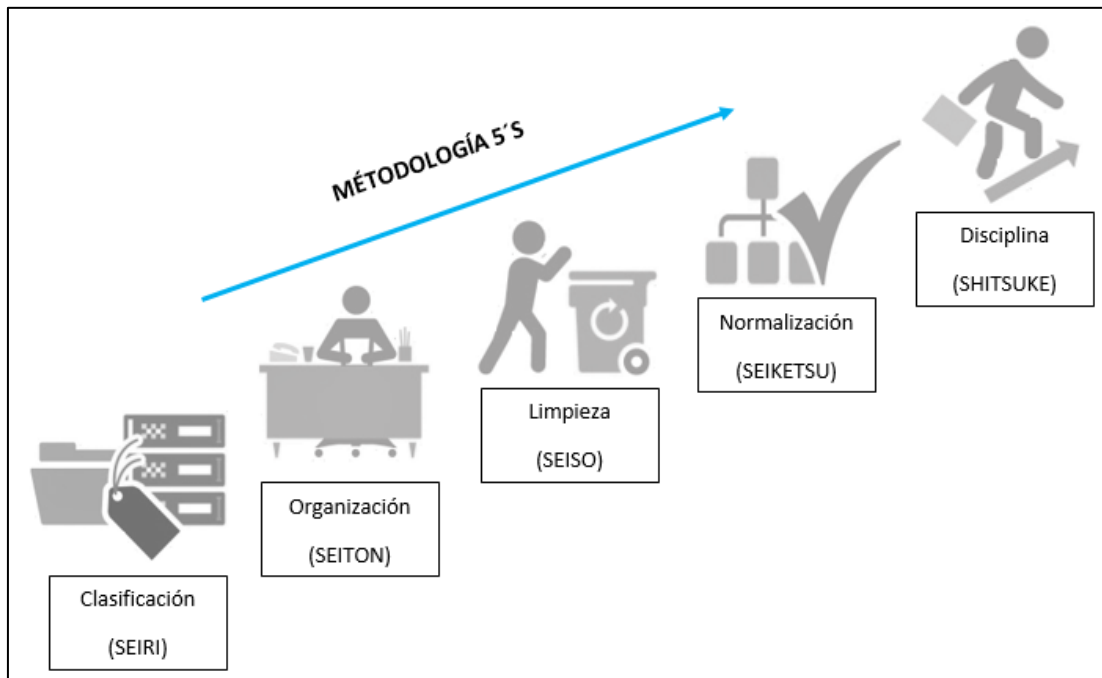 MÉTODOLOGÍA 5´S
Clasificación
(SEIRI)
Organización
(SEITON)
Limpieza
(SEISO)
Normalización
(SEIKETSU)
Disciplina
(SHITSUKE)